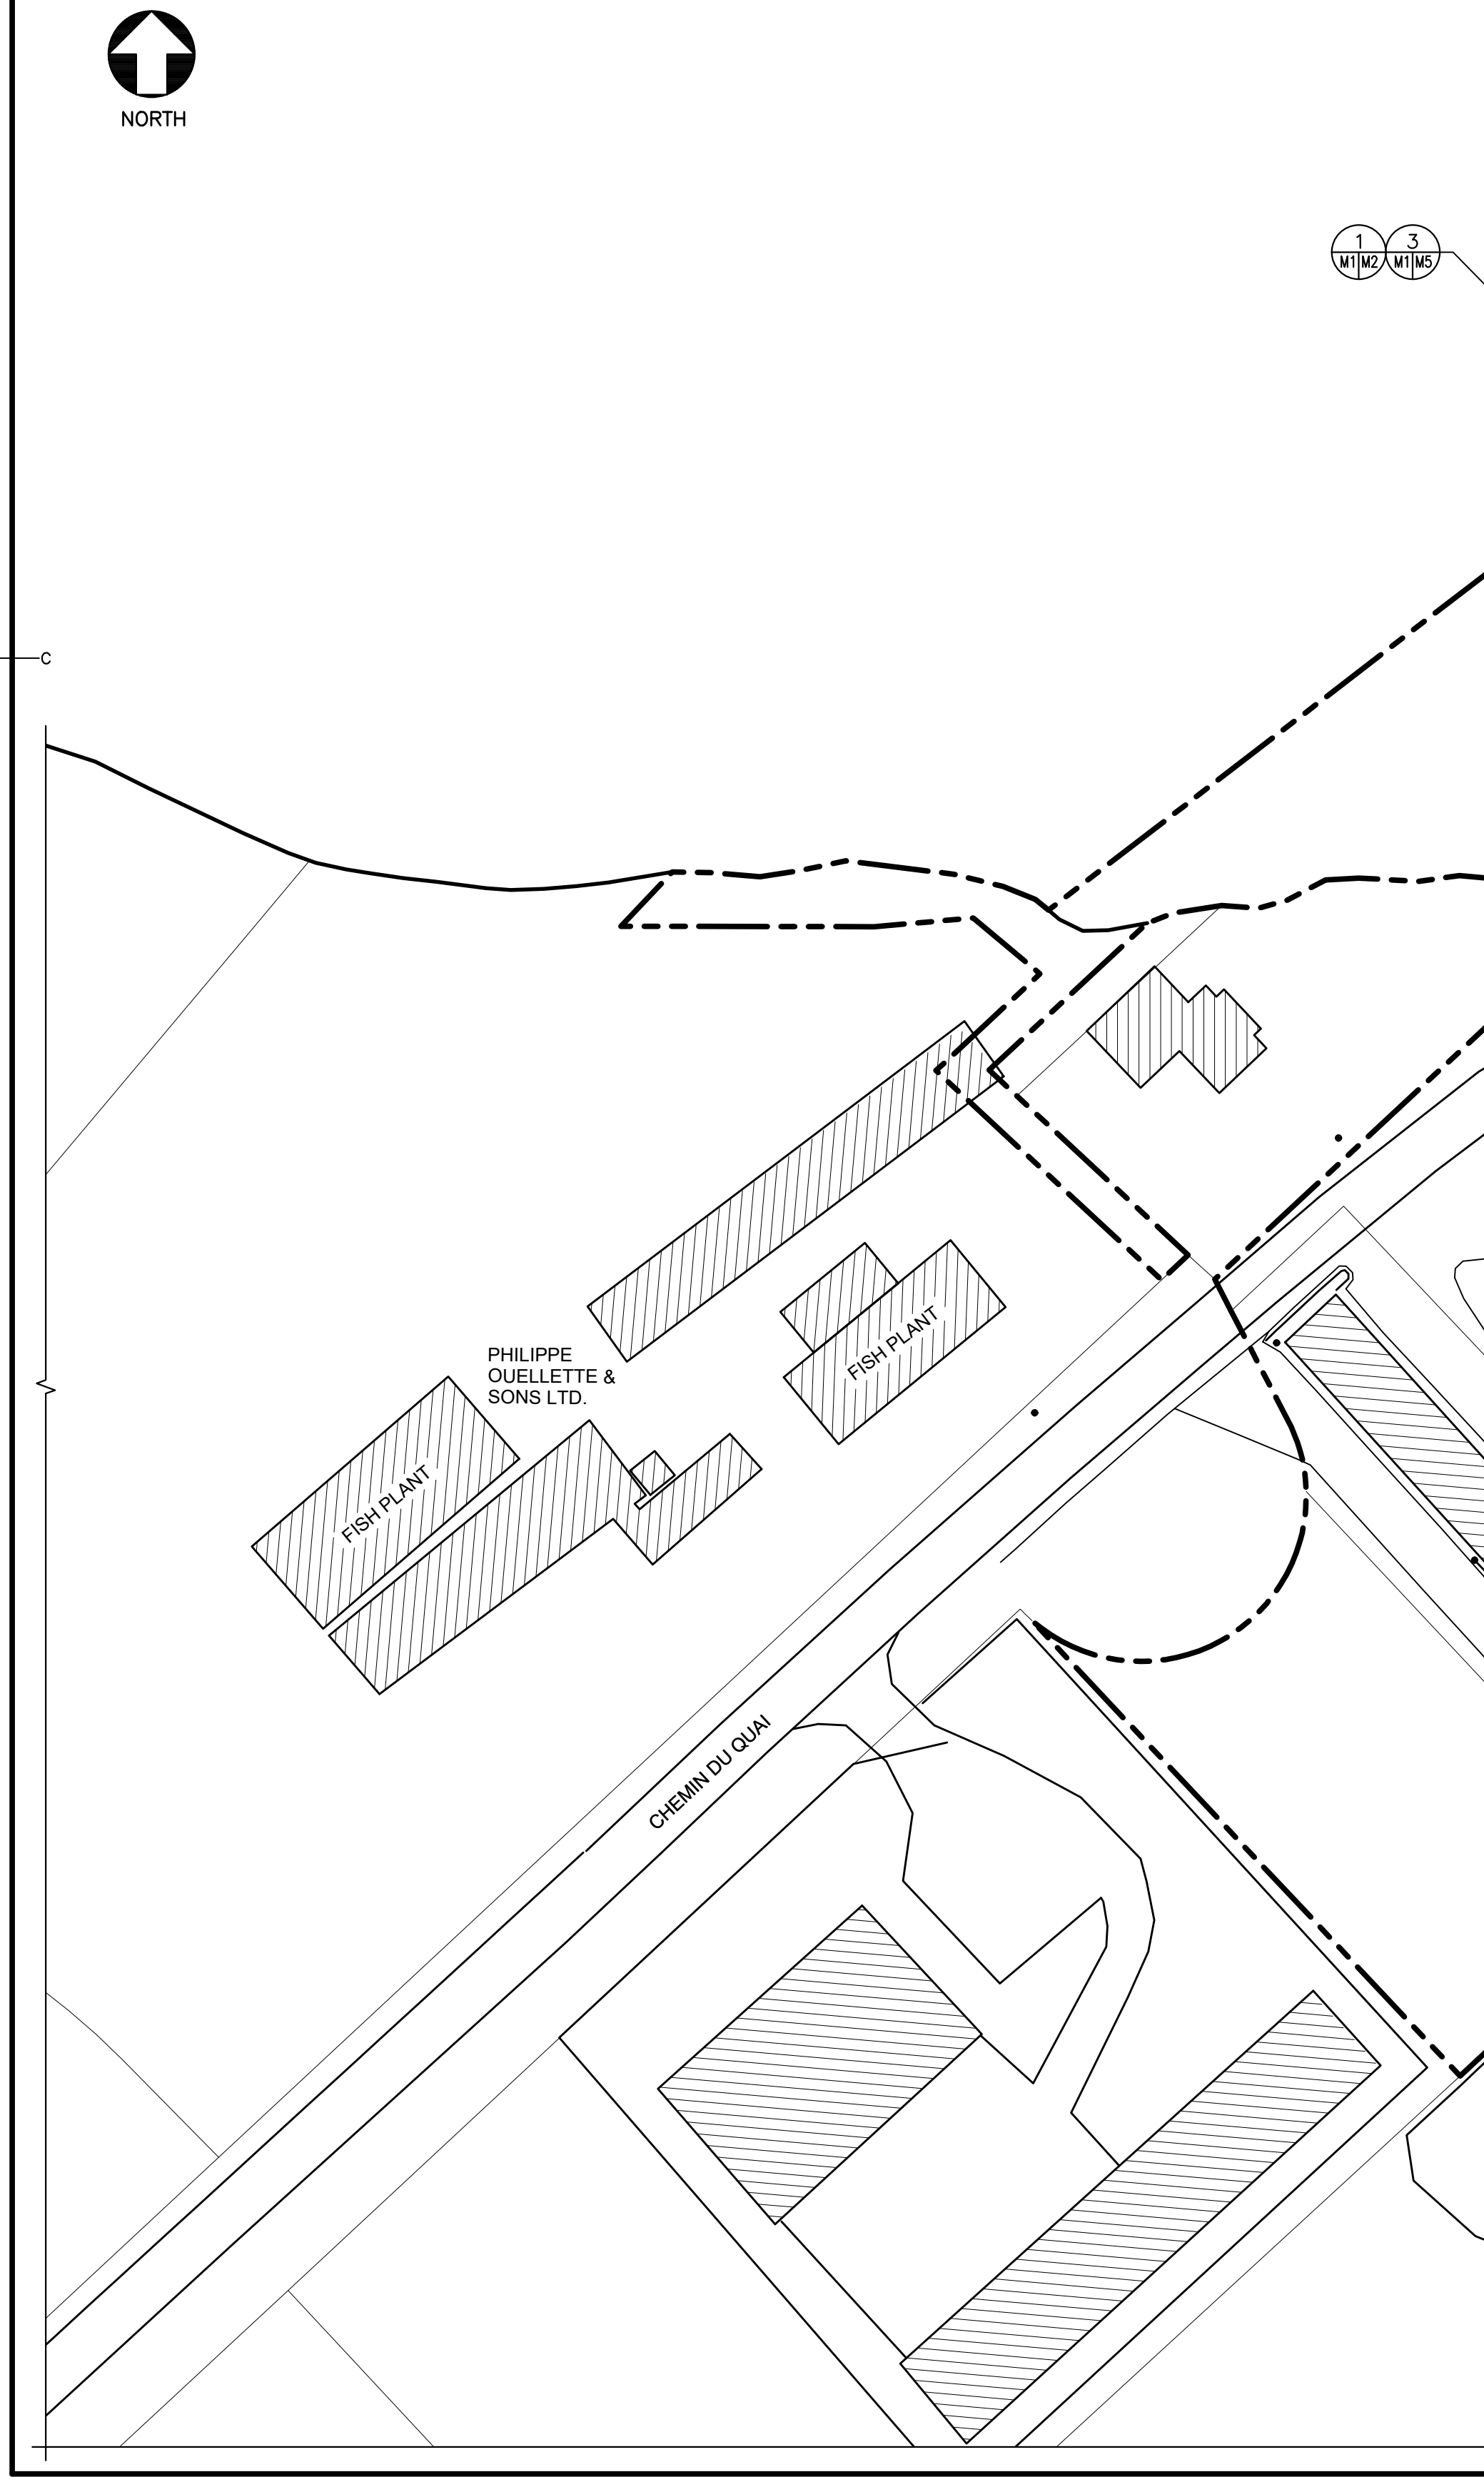 NORTH
1 3
M1 M2 M1 M5
C
PHILIPPE
OUELLETTE &
SONS LTD.
FISH PLANT
FISH PLANT
CHEMIN DU QUAI